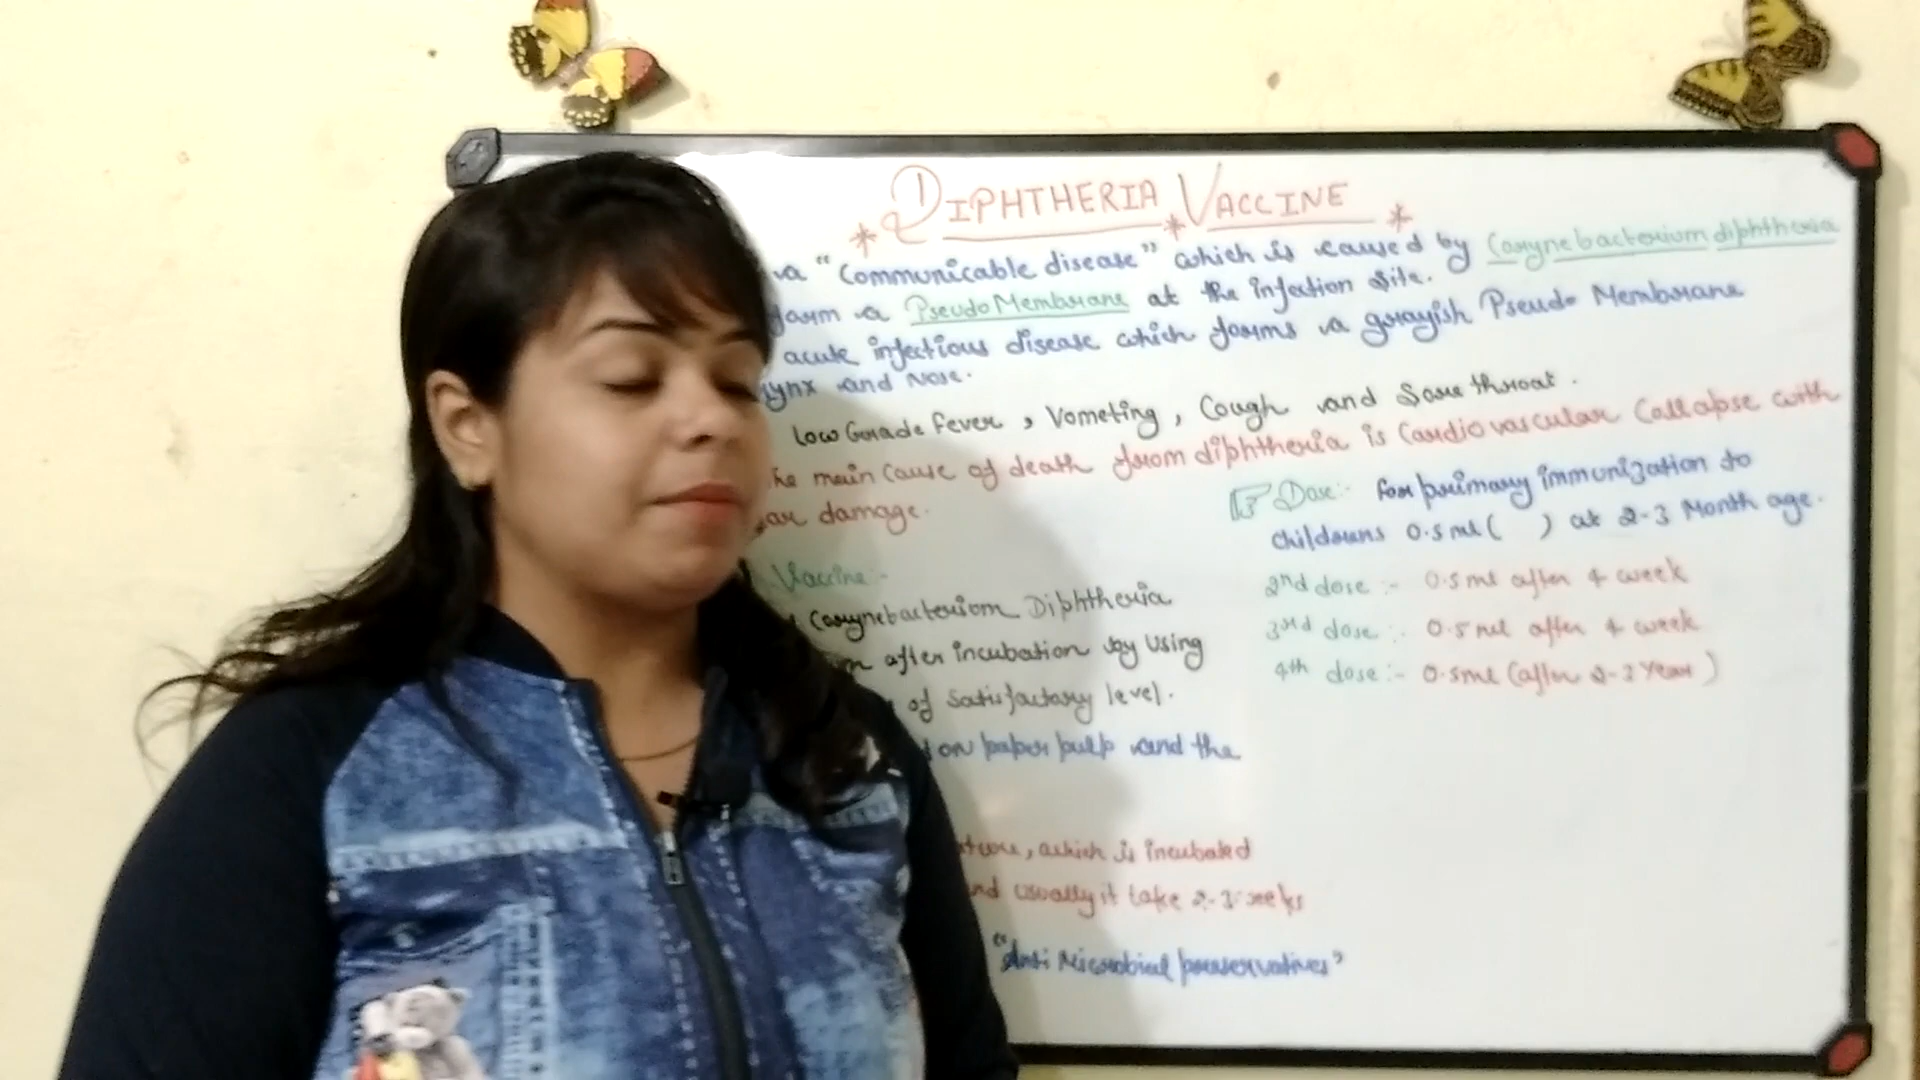 * DIPHTHERIA * VACCINE *
a "Communicable disease" which is caused by Corynebacterium diphtheria
form a Pseudo Membrane at the infection site.
acute infectious disease which forms a grayish Pseudo Membrane
ynx and Nose.
Low Grade fever, Vometing, Cough and Sore throat.
he main cause of death from diphtheria is Cardiovascular Collapse with
ar damage.
Dose:- For primary immunization to
childrens 0.5 ml ( ) at 2-3 Month age.
2nd dose :- 0.5 ml after 4 week
3rd dose :- 0.5 ml after 4 week
4th dose :- 0.5ml (after 2-3 Year)
Vaccine:-
Corynebacterium Diphtheria
m after incubation by Using
of Satisfactory level.
on paper pulp and the
ture, which is incubated
nd usually it take 2-3 weeks
"Anti Microbial preservatives"